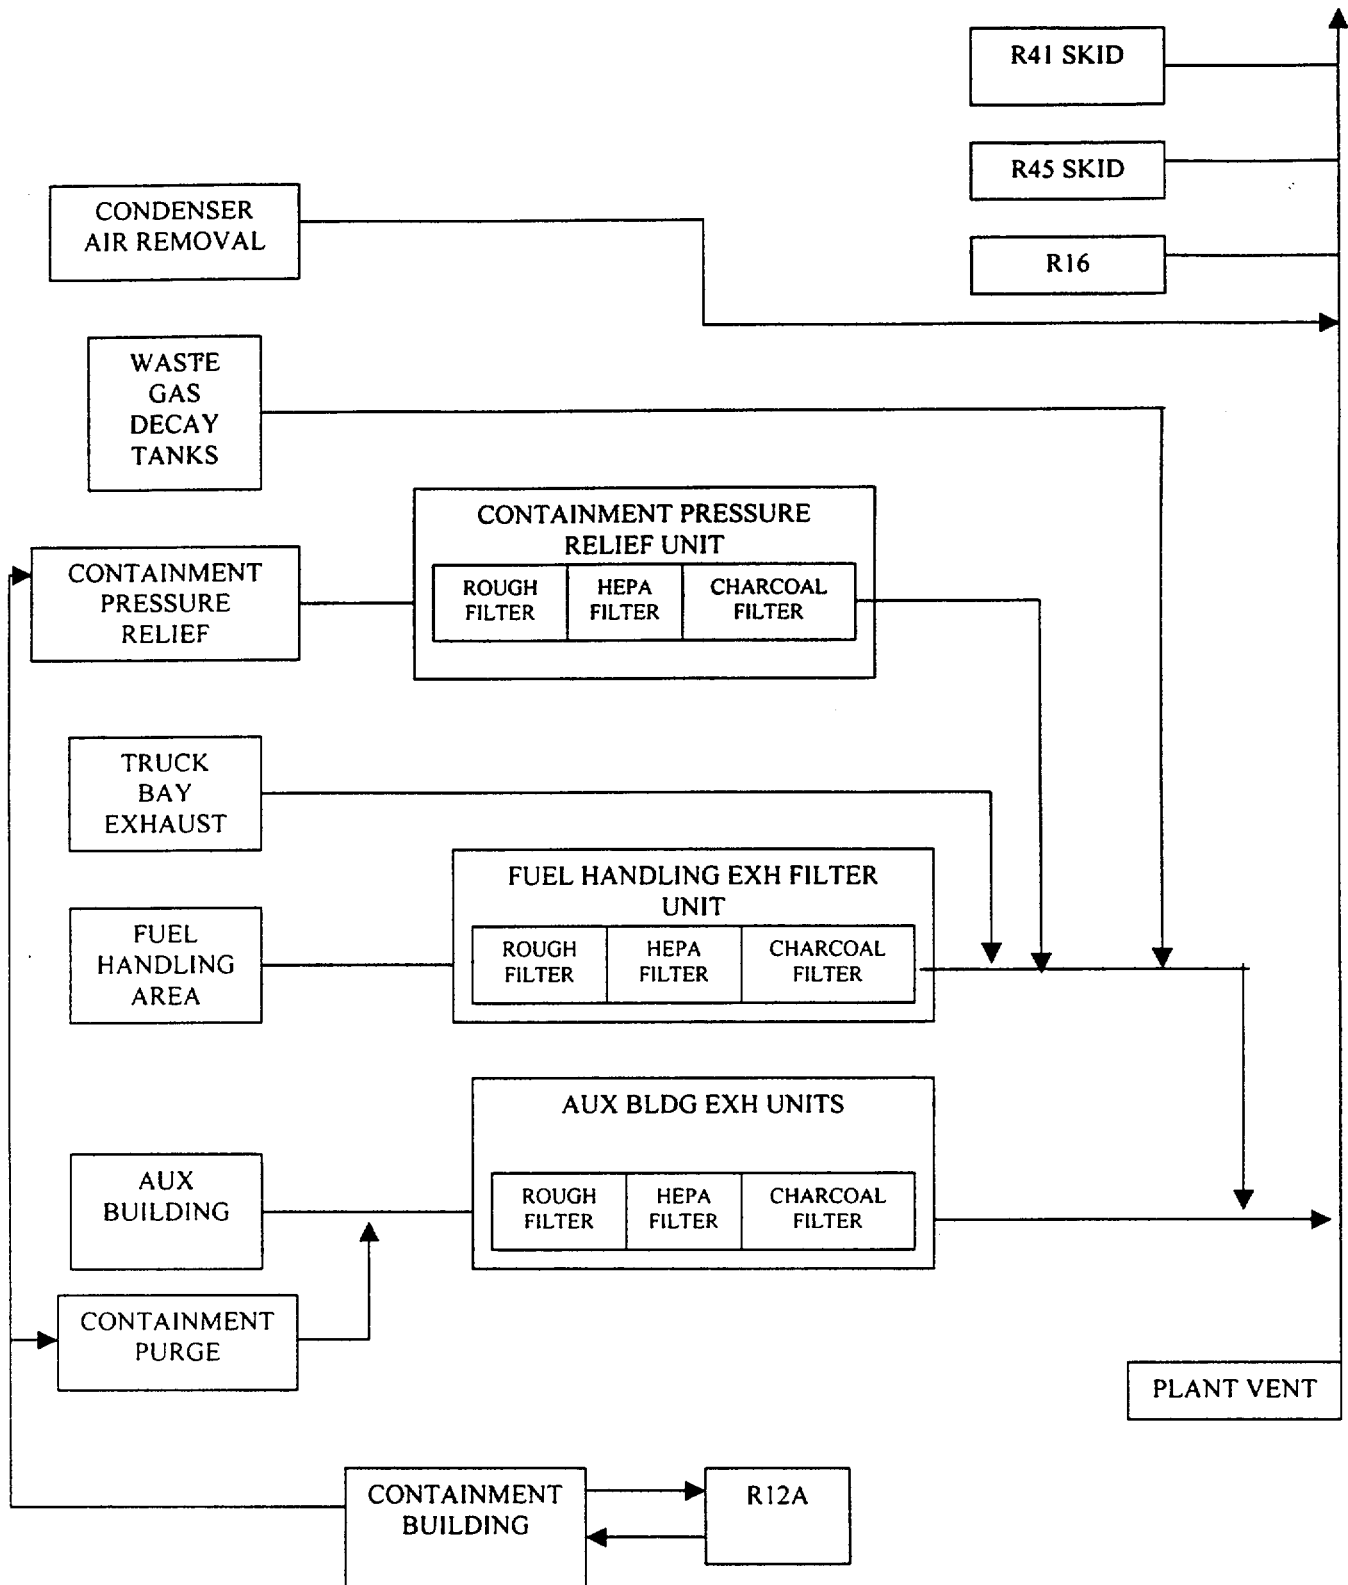 R41 SKID
R45 SKID
CONDENSER
AIR REMOVAL
R16
WASTE
GAS
DECAY
TANKS
CONTAINMENT PRESSURE
RELIEF UNIT
CONTAINMENT
PRESSURE
RELIEF
ROUGH
FILTER
HEPA
FILTER
CHARCOAL
FILTER
TRUCK
BAY
EXHAUST
FUEL HANDLING EXH FILTER
UNIT
FUEL
HANDLING
AREA
ROUGH
FILTER
HEPA
FILTER
CHARCOAL
FILTER
AUX BLDG EXH UNITS
AUX
BUILDING
ROUGH
FILTER
HEPA
FILTER
CHARCOAL
FILTER
CONTAINMENT
PURGE
PLANT VENT
CONTAINMENT
BUILDING
R12A